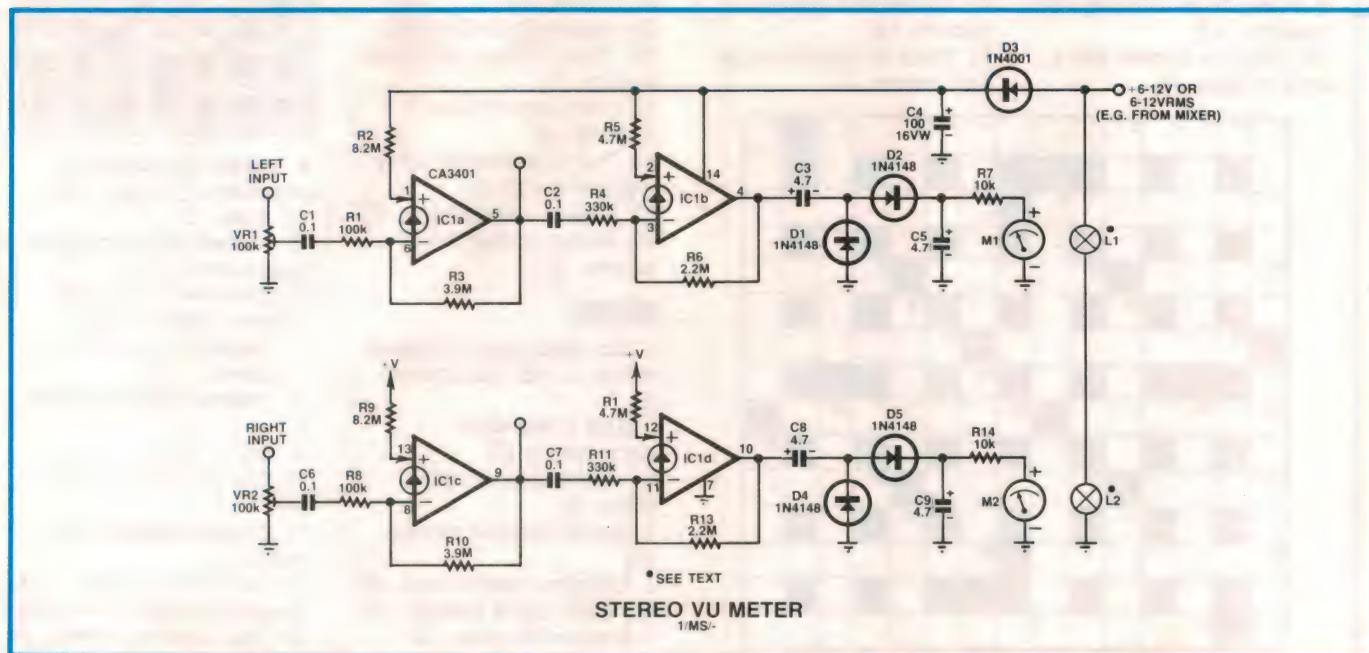 D3
1N4001
+6-12V OR
6-12VRMS
(E.G. FROM MIXER)
C4
100
16VW
+
-
R2
8.2M
R5
4.7M
LEFT
INPUT
VR1
100k
C1
0.1
R1
100k
CA3401
1
+
IC1a
5
6
-
R3
3.9M
C2
0.1
R4
330k
2
+
14
IC1b
4
3
-
R6
2.2M
C3
4.7
+ -
D1
1N4148
D2
1N4148
C5
4.7
+
-
R7
10k
M1
+
-
•
L1
RIGHT
INPUT
VR2
100k
C6
0.1
R8
100k
+V
R9
8.2M
13
+
IC1c
9
8
-
R10
3.9M
C7
0.1
R11
330k
+V
R1
4.7M
12
+
IC1d
10
7
11
-
R13
2.2M
C8
4.7
+ -
D4
1N4148
D5
1N4148
C9
4.7
+
-
R14
10k
M2
+
-
•
L2
•SEE TEXT
STEREO VU METER
1/MS/-